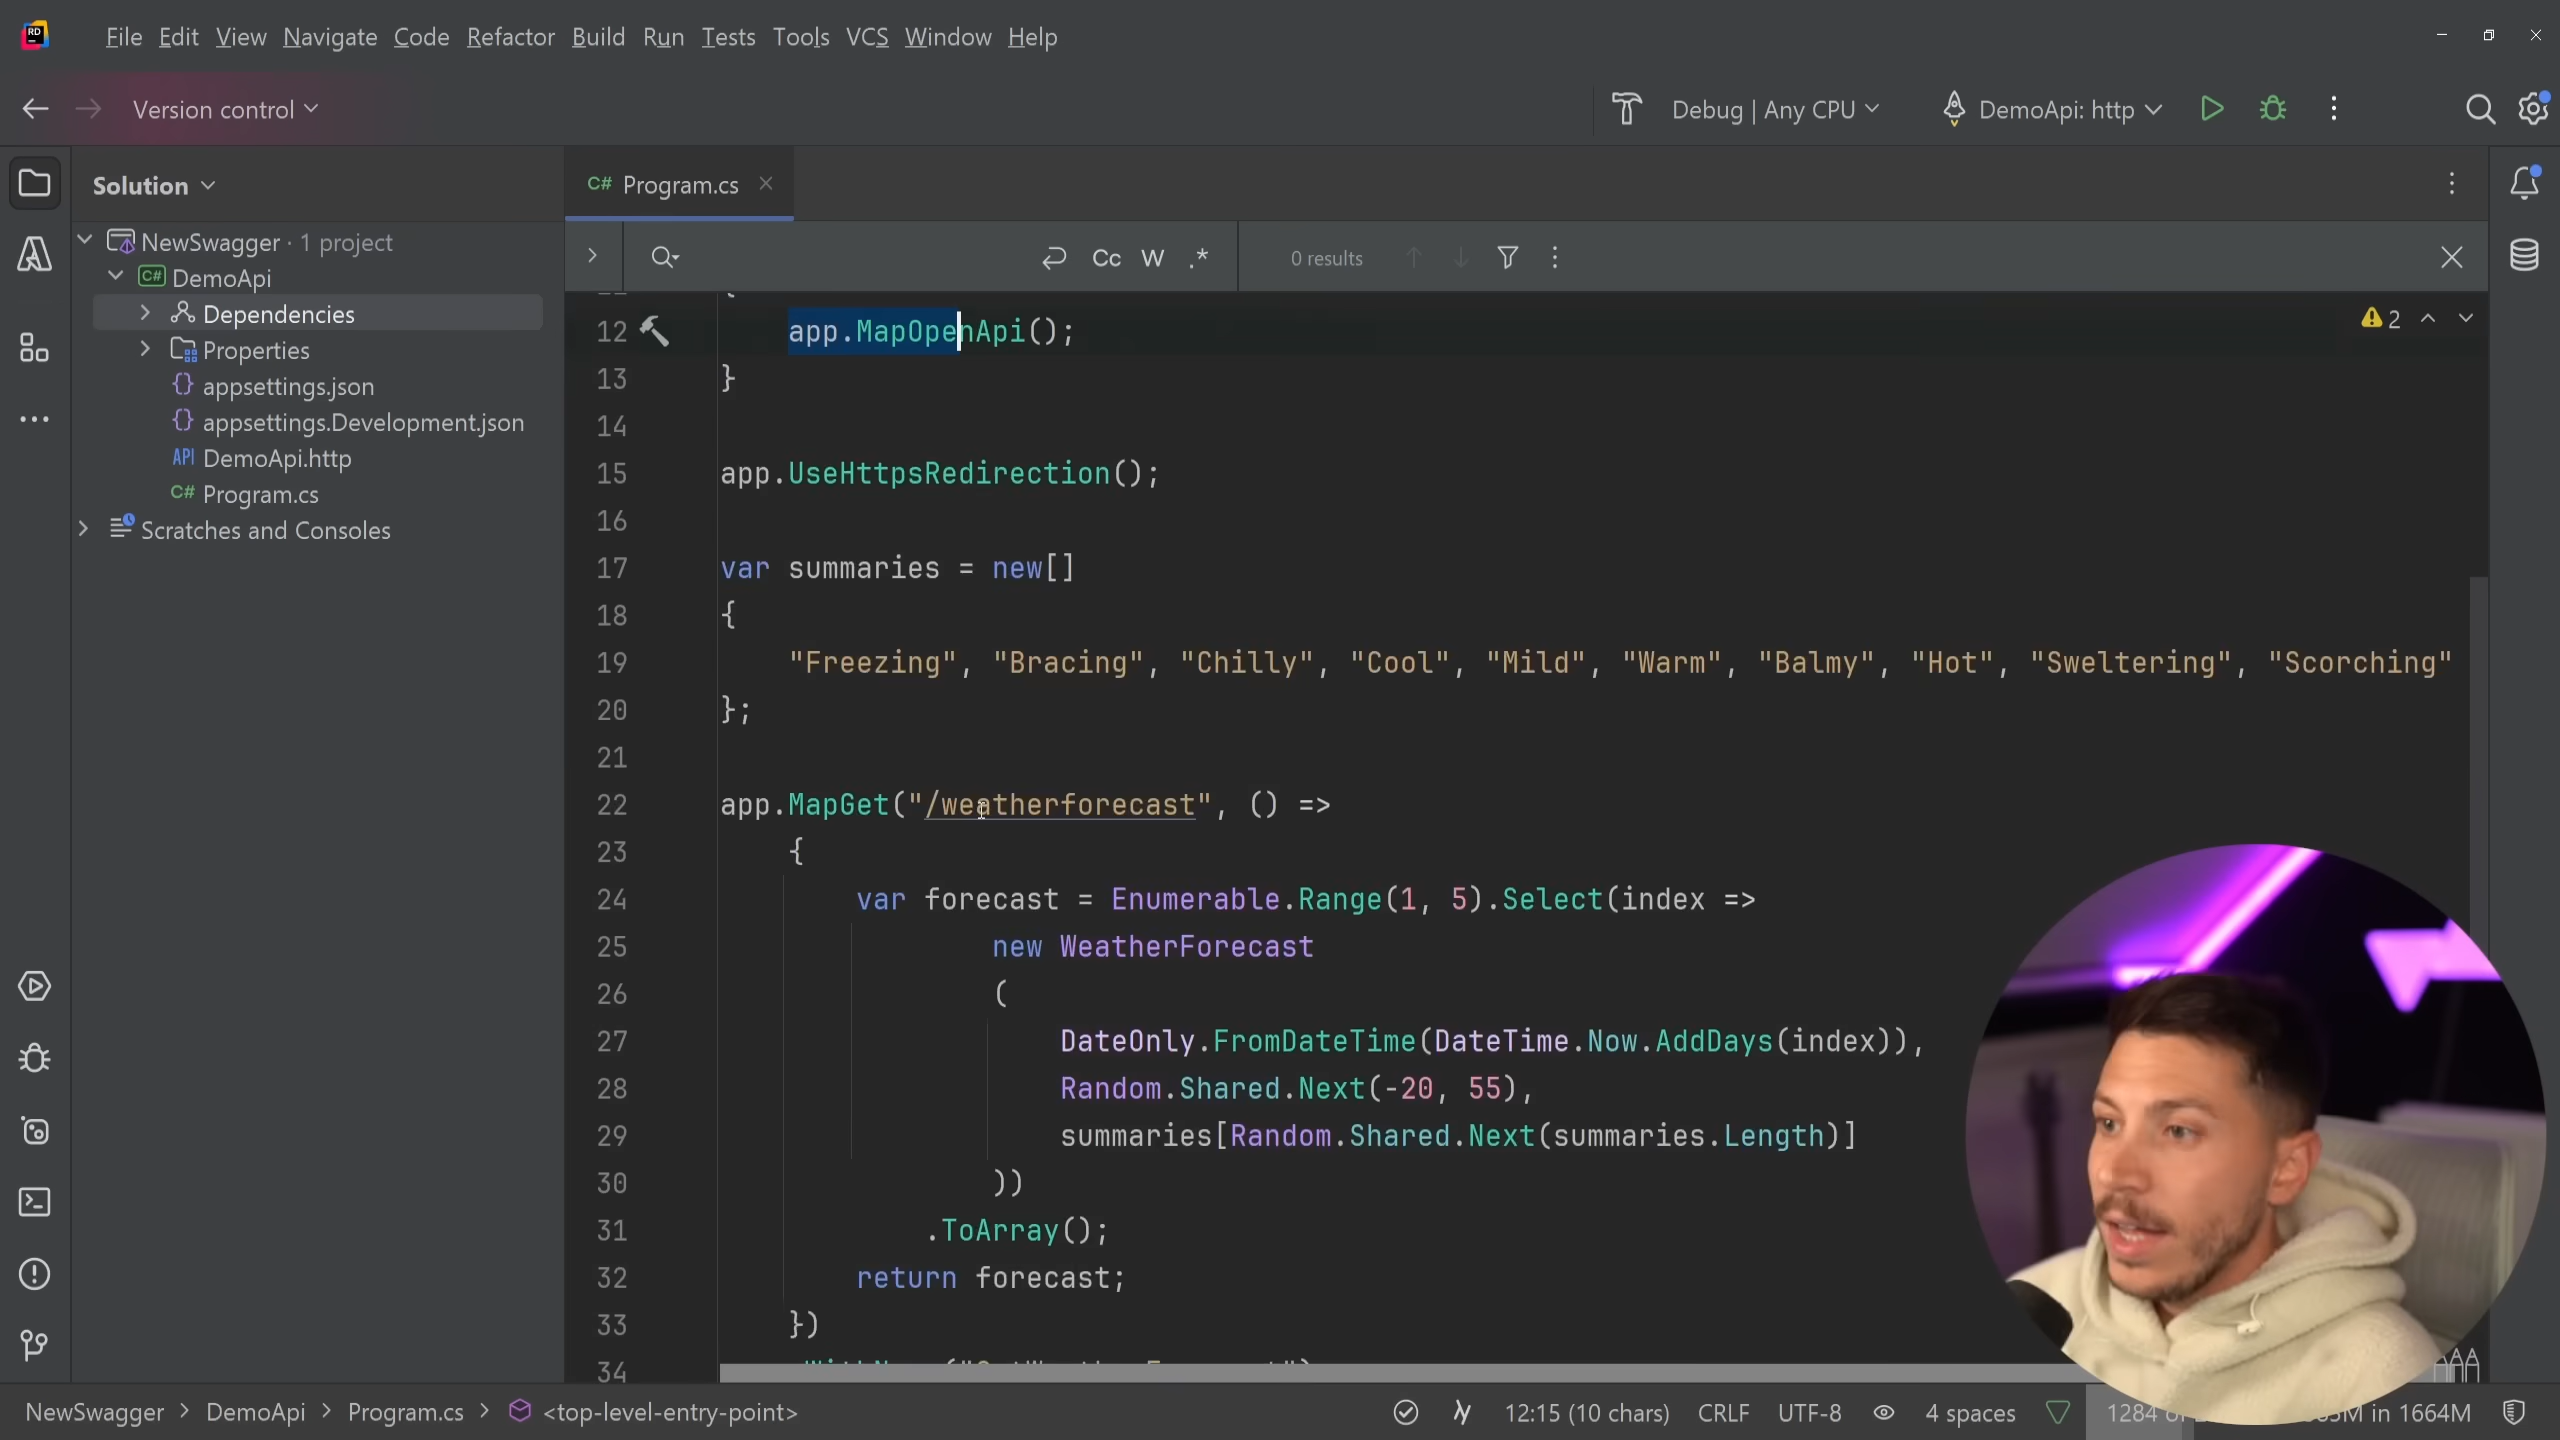 RD File Edit View Navigate Code Refactor Build Run Tests Tools VCS Window Help
Version control Debug | Any CPU DemoApi: http
Solution
C# Program.cs
NewSwagger · 1 project
Cc W .* 0 results
C# DemoApi
Dependencies
Properties
{} appsettings.json
{} appsettings.Development.json
API DemoApi.http
C# Program.cs
Scratches and Consoles
2
12 app.MapOpenApi();
13 }
14
15 app.UseHttpsRedirection();
16
17 var summaries = new[]
18 {
19 "Freezing", "Bracing", "Chilly", "Cool", "Mild", "Warm", "Balmy", "Hot", "Sweltering", "Scorching"
20 };
21
22 app.MapGet("/weatherforecast", () =>
23 {
24 var forecast = Enumerable.Range(1, 5).Select(index =>
25 new WeatherForecast
26 (
27 DateOnly.FromDateTime(DateTime.Now.AddDays(index)),
28 Random.Shared.Next(-20, 55),
29 summaries[Random.Shared.Next(summaries.Length)]
30 ))
31 .ToArray();
32 return forecast;
33 })
34
NewSwagger > DemoApi > Program.cs > <top-level-entry-point> 12:15 (10 chars) CRLF UTF-8 4 spaces 1284 in 1664M